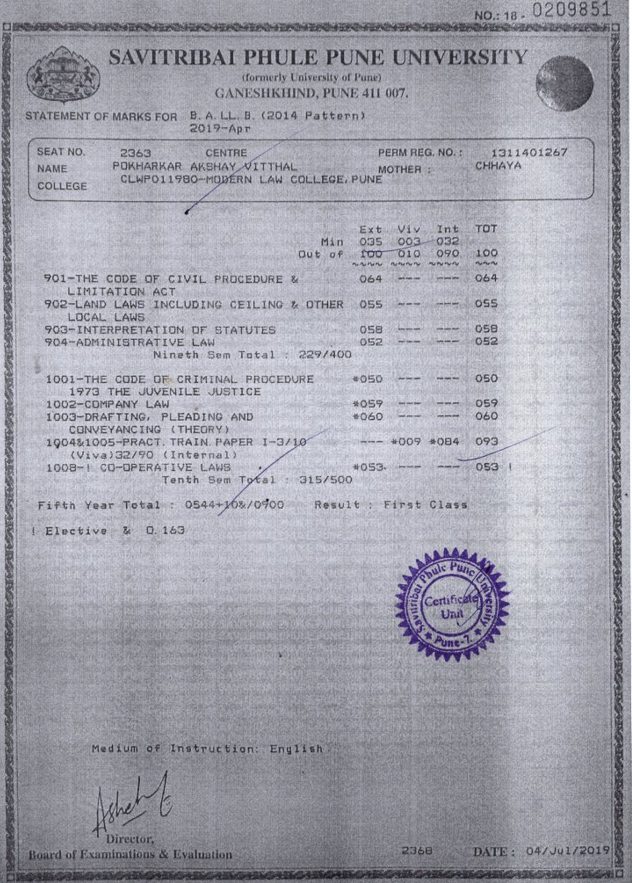 NO.: 18 - 0209851
SAVITRIBAI PHULE PUNE UNIVERSITY
(formerly University of Pune)
GANESHKHIND, PUNE 411 007.
STATEMENT OF MARKS FOR B. A. LL. B. (2014 Pattern)
2019-Apr
SEAT NO. 2363 CENTRE PERM REG. NO. : 1311401267
NAME POKHARKAR AKSHAY VITTHAL MOTHER : CHHAYA
COLLEGE CLWP011980-MODERN LAW COLLEGE, PUNE
Ext Viv Int TOT
Min 035 003 032
Out of 100 010 090 100
~~~~ ~~~~ ~~~~ ~~~
901-THE CODE OF CIVIL PROCEDURE & 064 --- --- 064
LIMITATION ACT
902-LAND LAWS INCLUDING CEILING & OTHER 055 --- --- 055
LOCAL LAWS
903-INTERPRETATION OF STATUTES 058 --- --- 058
904-ADMINISTRATIVE LAW 052 --- --- 052
Nineth Sem Total : 229/400
1001-THE CODE OF CRIMINAL PROCEDURE *050 --- --- 050
1973 THE JUVENILE JUSTICE
1002-COMPANY LAW *059 --- --- 059
1003-DRAFTING, PLEADING AND *060 --- --- 060
CONVEYANCING (THEORY)
1004&1005-PRACT. TRAIN. PAPER I-3/10 --- *009 *084 093
(Viva)32/90 (Internal)
1008-! CO-OPERATIVE LAWS *053 --- --- 053 !
Tenth Sem Total : 315/500
Fifth Year Total : 0544+10&/0900 Result : First Class
! Elective & O.163
Savitribai Phule Pune University
Certificate
Unit
* Pune-7. *
Medium of Instruction: English
Director,
Board of Examinations & Evaluation
2368 DATE : 04/Jul/2019